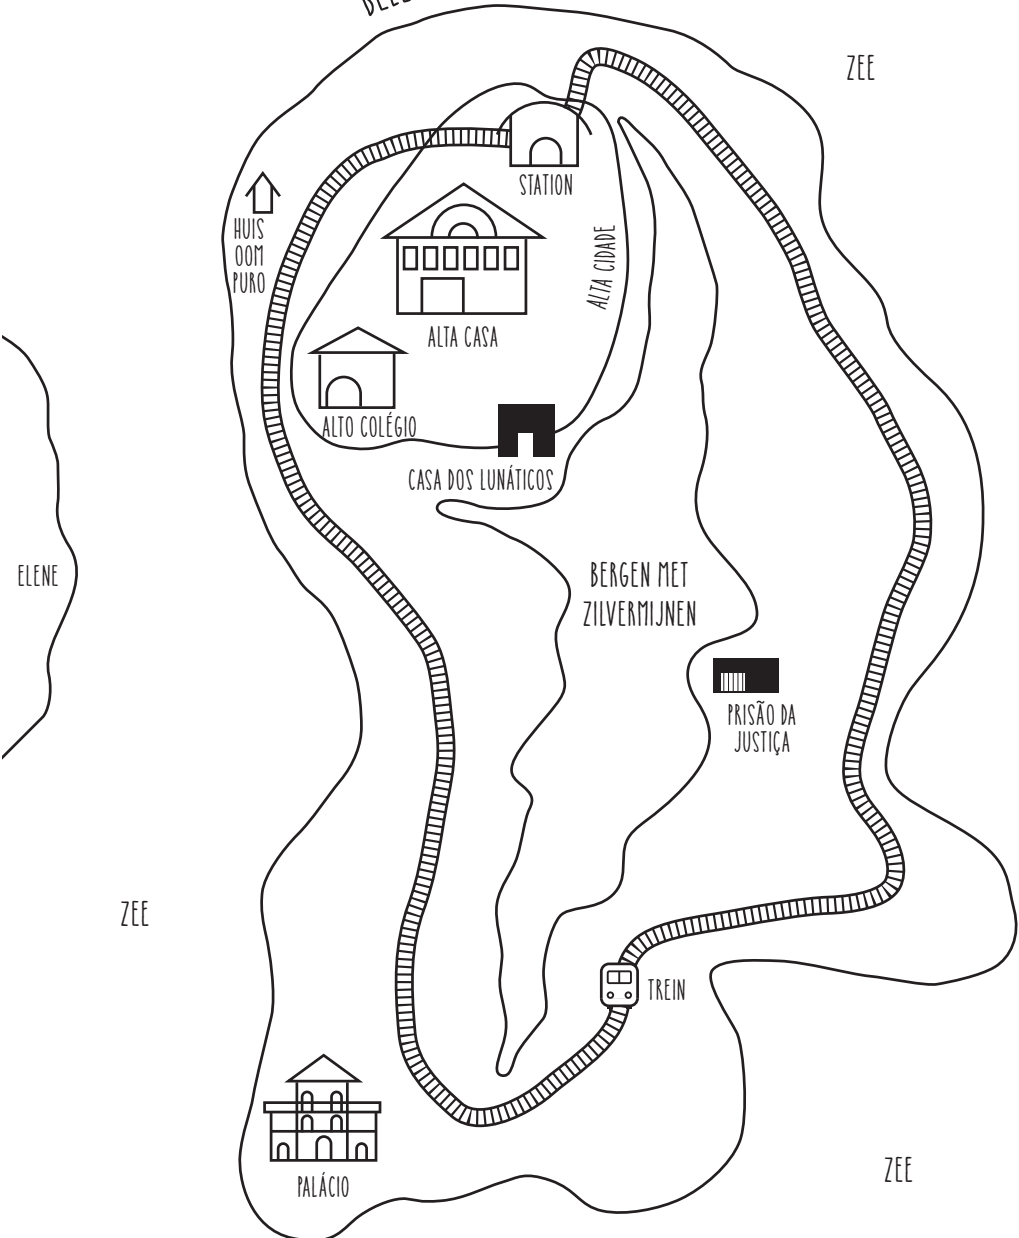 ZEE
STATION
HUIS
OOM
PURO
ALTA CIDADE
ALTA CASA
ALTO COLÉGIO
CASA DOS LUNÁTICOS
ELENE
BERGEN MET
ZILVERMIJNEN
PRISÃO DA
JUSTIÇA
ZEE
TREIN
ZEE
PALÁCIO